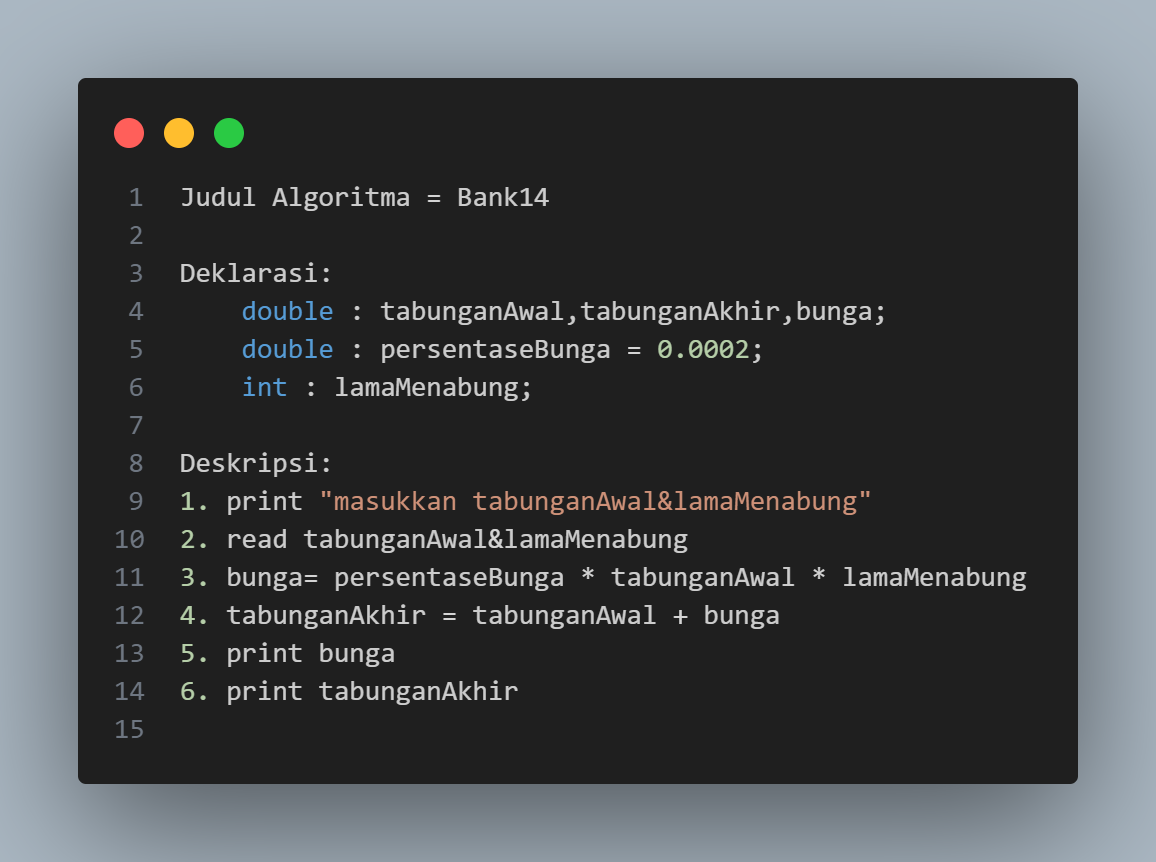 1 Judul Algoritma = Bank14
2
3 Deklarasi:
4     double : tabunganAwal,tabunganAkhir,bunga;
5     double : persentaseBunga = 0.0002;
6     int : lamaMenabung;
7
8 Deskripsi:
9 1. print "masukkan tabunganAwal&lamaMenabung"
10 2. read tabunganAwal&lamaMenabung
11 3. bunga= persentaseBunga * tabunganAwal * lamaMenabung
12 4. tabunganAkhir = tabunganAwal + bunga
13 5. print bunga
14 6. print tabunganAkhir
15